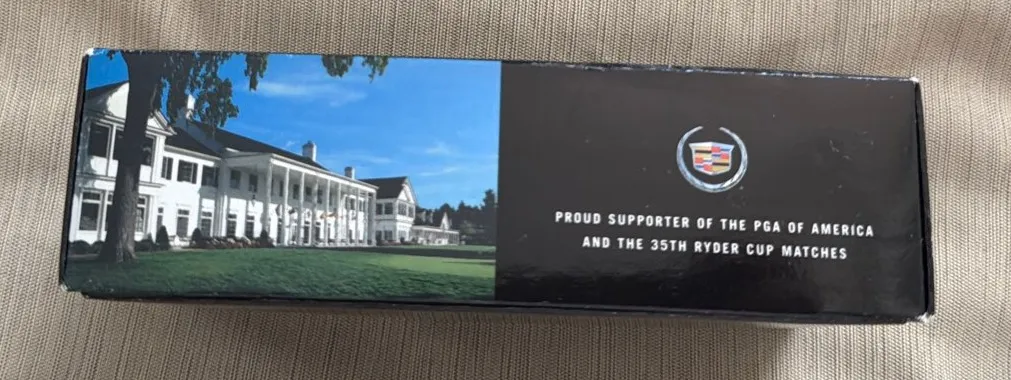 PROUD SUPPORTER OF THE PGA OF AMERICA
AND THE 35TH RYDER CUP MATCHES